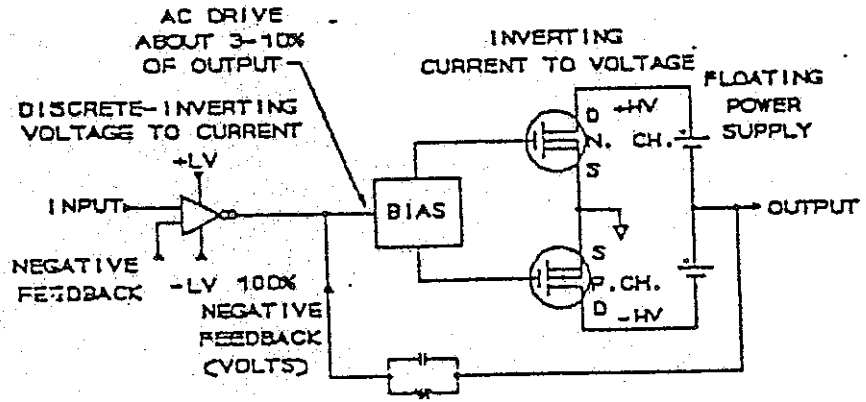 AC DRIVE
ABOUT 3-10%
OF OUTPUT
INVERTING
CURRENT TO VOLTAGE
FLOATING
POWER
SUPPLY
DISCRETE-INVERTING
VOLTAGE TO CURRENT
+LV
INPUT
NEGATIVE
FEEDBACK
-LV
100%
NEGATIVE
FEEDBACK
(VOLTS)
BIAS
D
+HV
N. CH.
S
S
P.CH.
D
-HV
+
+
OUTPUT